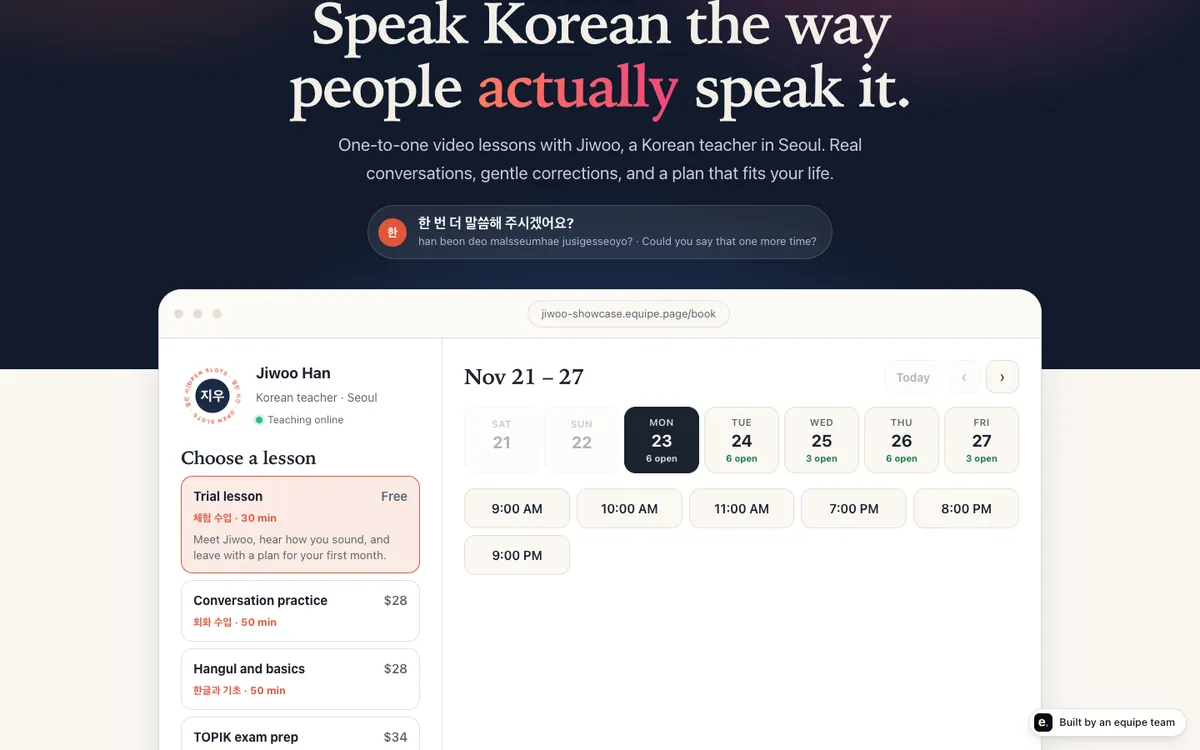 Speak Korean the way
people actually speak it.
One-to-one video lessons with Jiwoo, a Korean teacher in Seoul. Real
conversations, gentle corrections, and a plan that fits your life.
한
한 번 더 말씀해 주시겠어요?
han beon deo malsseumhae jusigesseoyo? · Could you say that one more time?
jiwoo-showcase.equipe.page/book
OPEN SLOTS
OPEN SLOTS
지우
Jiwoo Han
Korean teacher · Seoul
Teaching online
Choose a lesson
Trial lesson Free
체험 수업 · 30 min
Meet Jiwoo, hear how you sound, and
leave with a plan for your first month.
Conversation practice $28
회화 수업 · 50 min
Hangul and basics $28
한글과 기초 · 50 min
TOPIK exam prep $34
Nov 21 – 27
Today ‹ ›
SAT SUN MON TUE WED THU FRI
21 22 23 24 25 26 27
6 open 6 open 3 open 6 open 3 open
9:00 AM 10:00 AM 11:00 AM 7:00 PM 8:00 PM
9:00 PM
e. Built by an equipe team